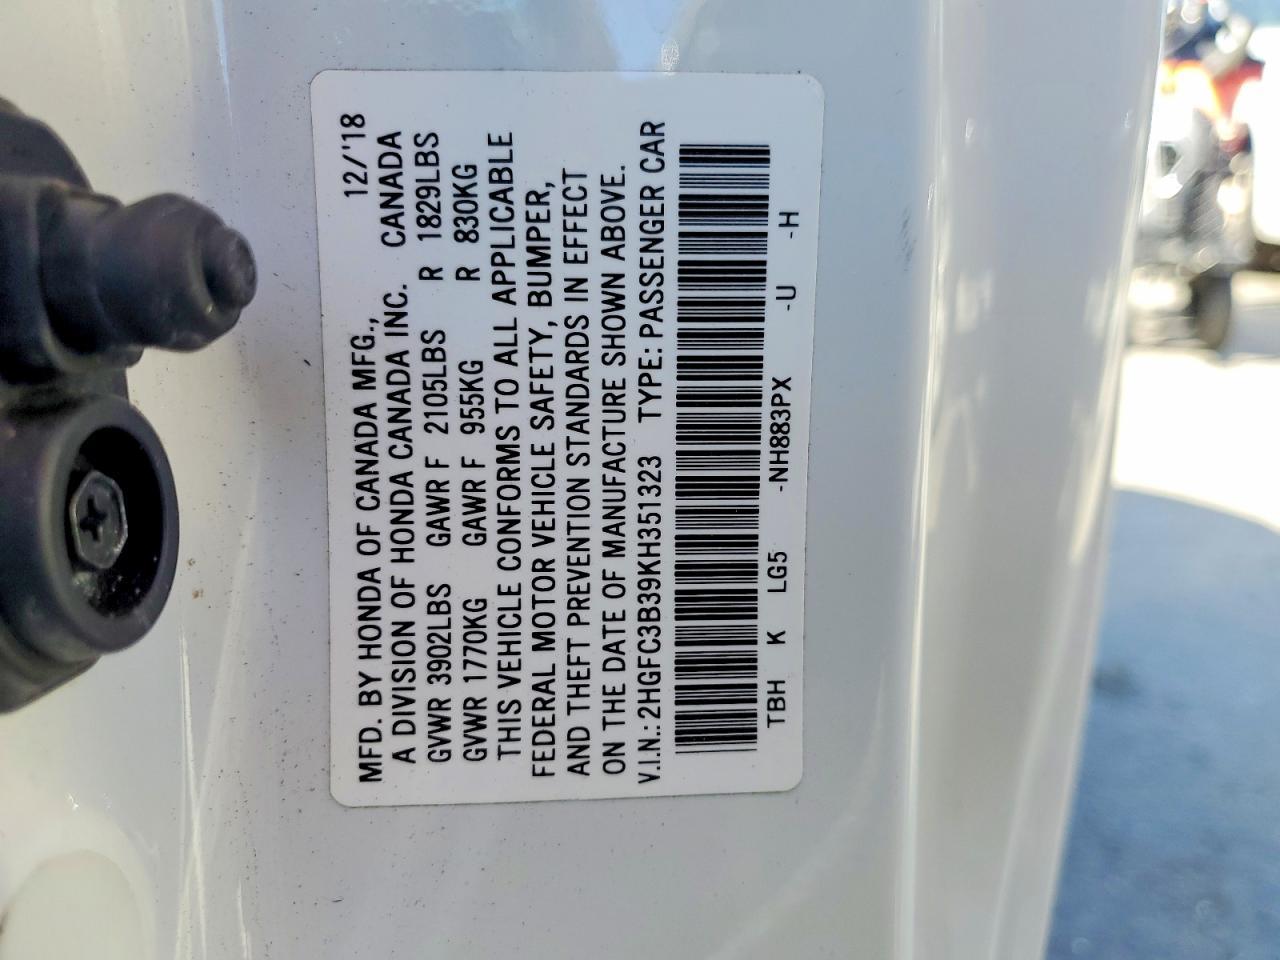 MFD. BY HONDA OF CANADA MFG., 12/'18
A DIVISION OF HONDA CANADA INC. CANADA
GVWR 3902LBS GAWR F 2105LBS R 1829LBS
GVWR 1770KG GAWR F 955KG R 830KG
THIS VEHICLE CONFORMS TO ALL APPLICABLE
FEDERAL MOTOR VEHICLE SAFETY, BUMPER,
AND THEFT PREVENTION STANDARDS IN EFFECT
ON THE DATE OF MANUFACTURE SHOWN ABOVE.
V.I.N.: 2HGFC3B39KH351323 TYPE: PASSENGER CAR
TBH K LG5 -NH883PX -U -H